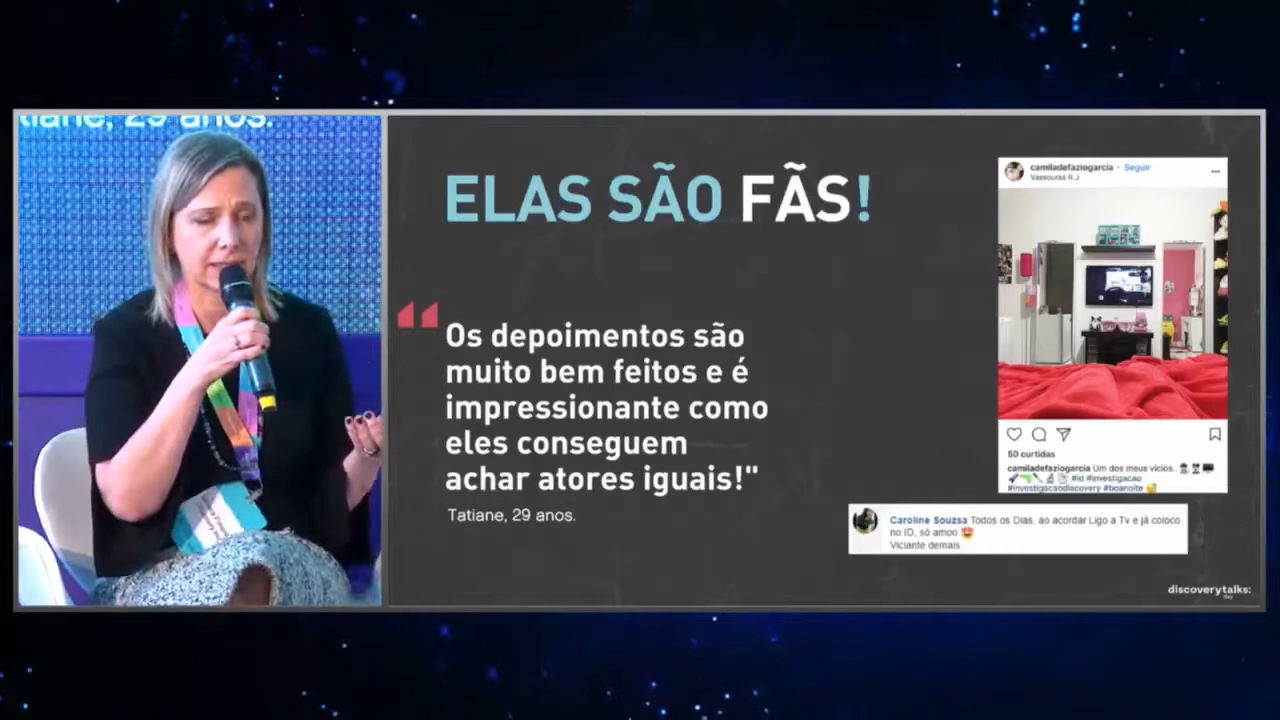 tiane, 29 anos.
ELAS SÃO FÃS!
“
Os depoimentos são
muito bem feitos e é
impressionante como
eles conseguem
achar atores iguais!"
Tatiane, 29 anos.
camiladefaziogarcia · Seguir
Vassouras R.J
50 curtidas
camiladefaziogarcia Um dos meus vícios..
#id #investigacao
#investigacaodiscovery #boanoite
Caroline Souzsa Todos os Dias, ao acordar Ligo a Tv e já coloco
no ID, só amoo
Viciante demais
discoverytalks:
day